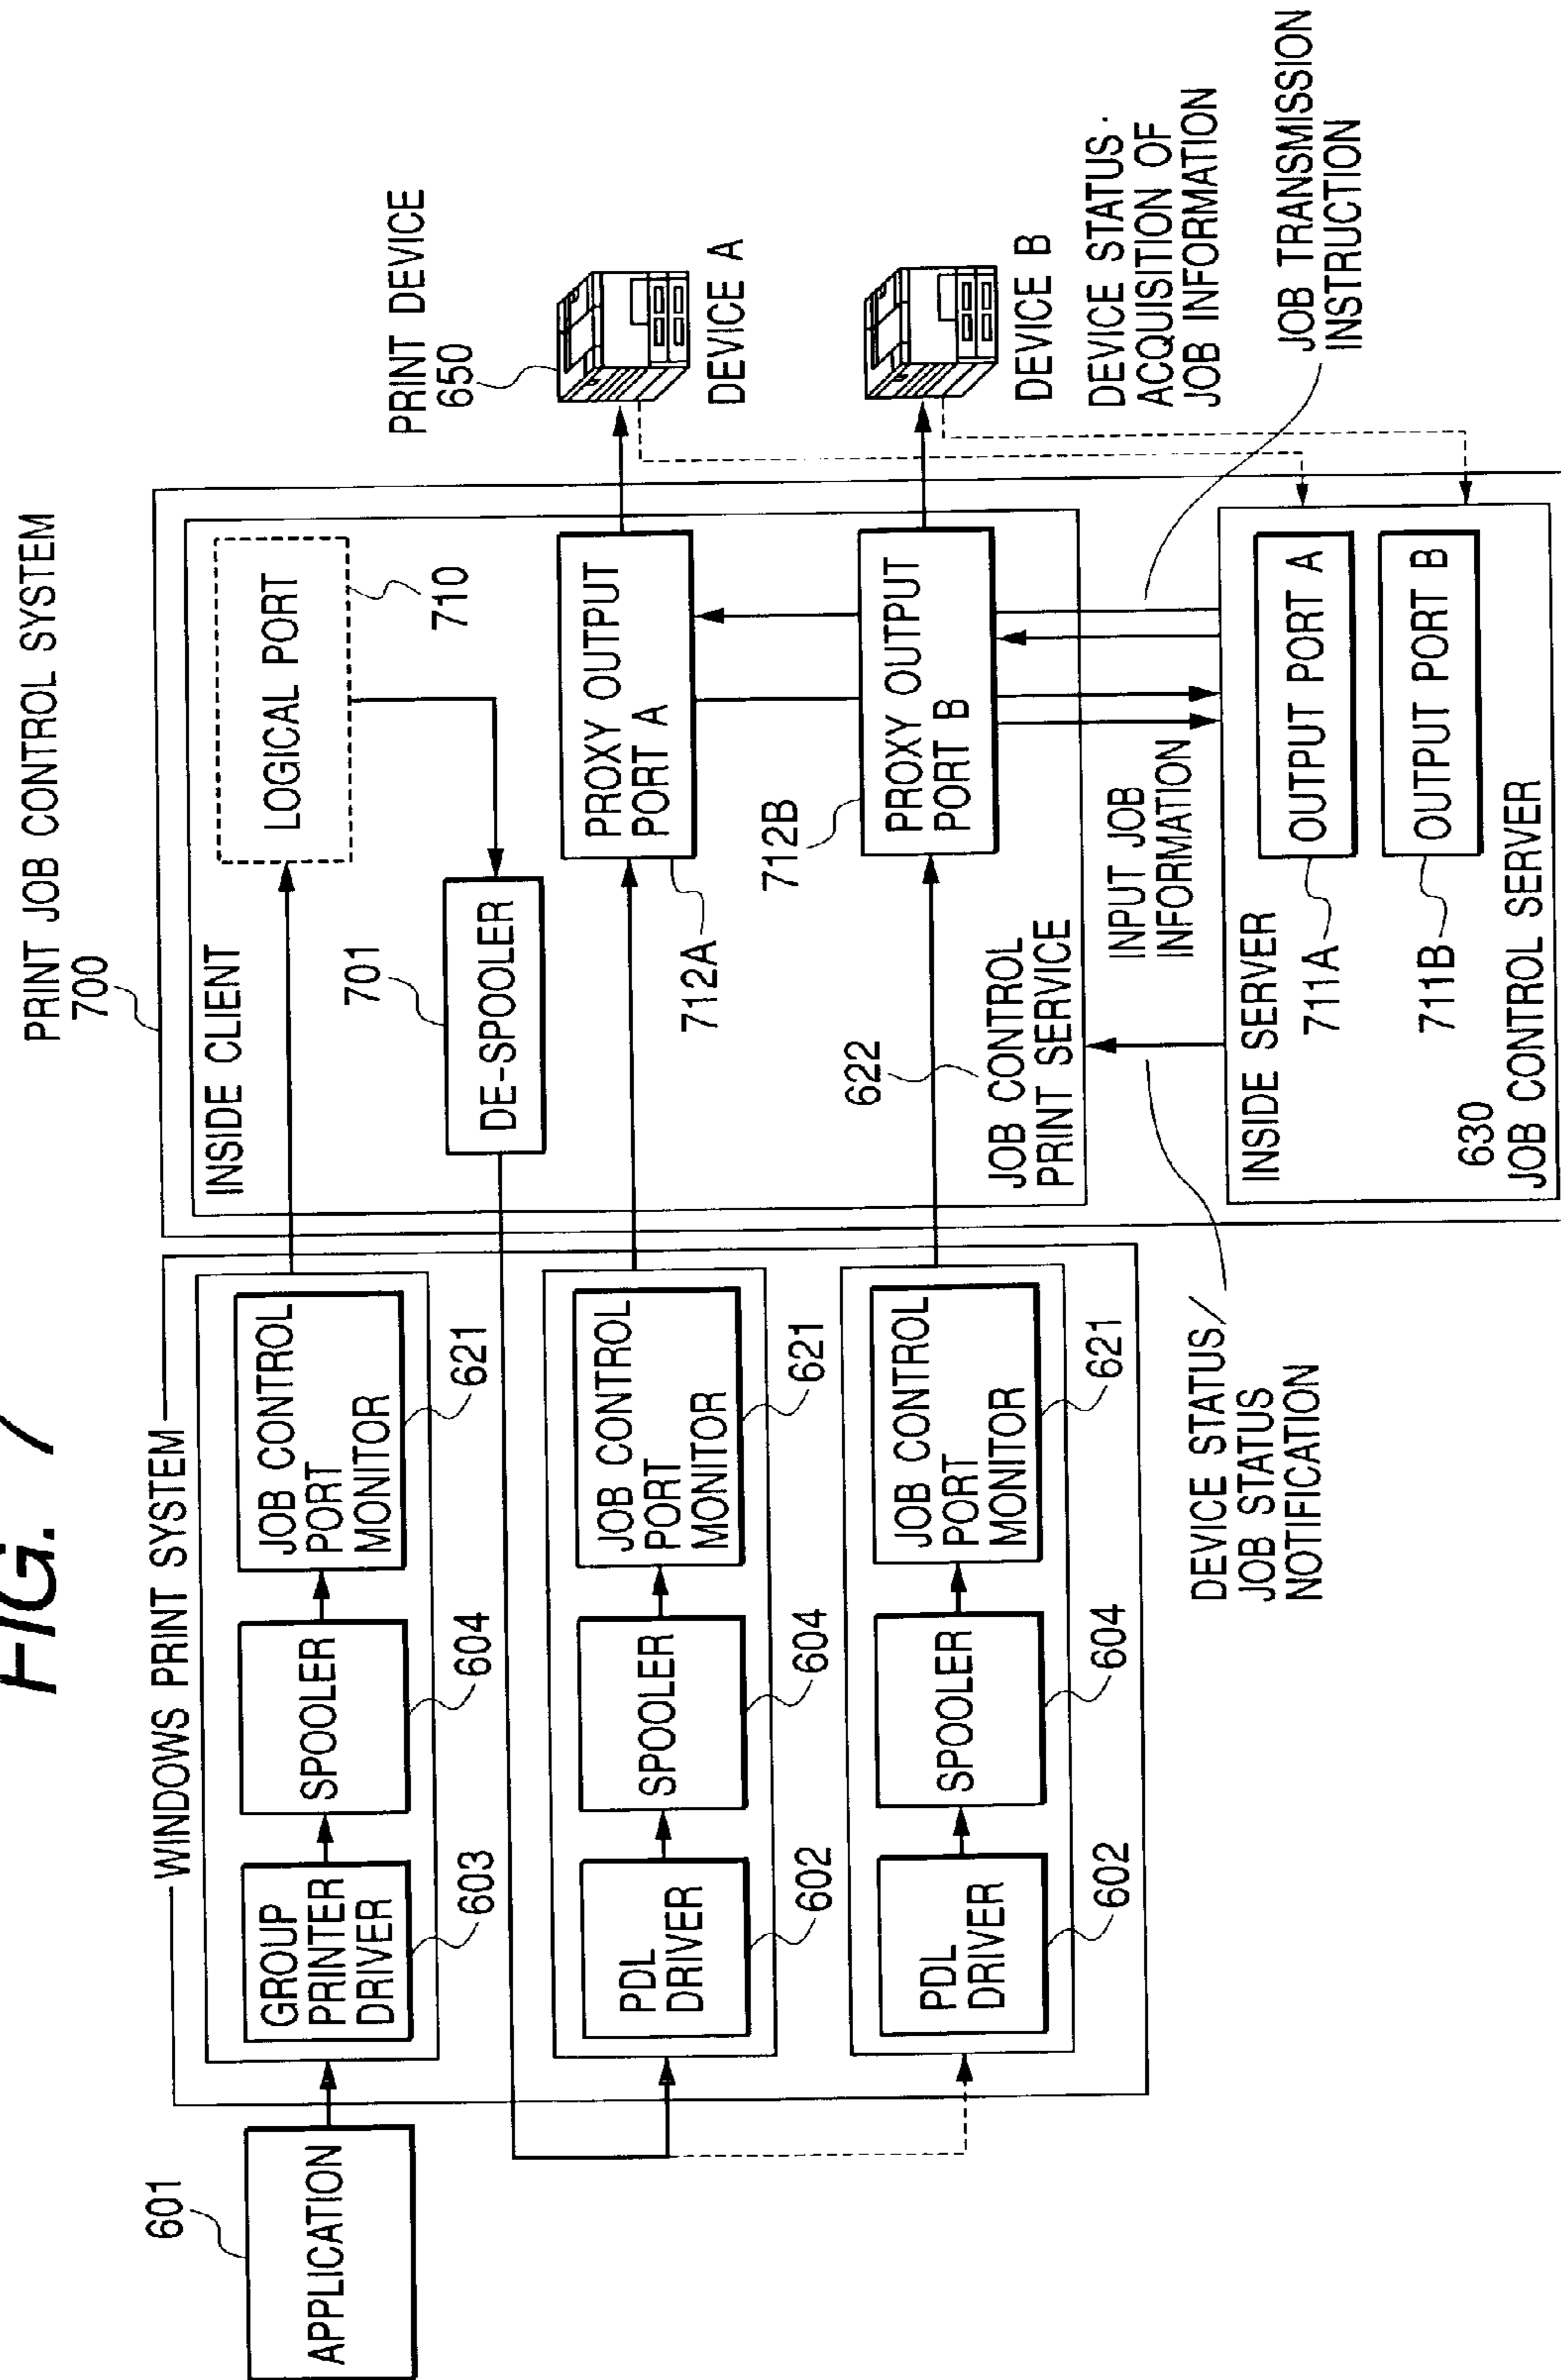 FIG. 7
PRINT JOB CONTROL SYSTEM
700
WINDOWS PRINT SYSTEM
601
APPLICATION
GROUP
PRINTER
DRIVER
603
SPOOLER
604
JOB CONTROL
PORT
MONITOR
621
INSIDE CLIENT
LOGICAL PORT
710
701
DE-SPOOLER
PDL
DRIVER
602
SPOOLER
604
JOB CONTROL
PORT
MONITOR
621
PROXY OUTPUT
PORT A
712A
PRINT DEVICE
650
DEVICE A
PDL
DRIVER
602
SPOOLER
604
JOB CONTROL
PORT
MONITOR
621
622
712B
PROXY OUTPUT
PORT B
DEVICE B
JOB CONTROL
PRINT SERVICE
INPUT JOB
INFORMATION
DEVICE STATUS·
ACQUISITION OF
JOB INFORMATION
DEVICE STATUS/
JOB STATUS
NOTIFICATION
INSIDE SERVER
711A
OUTPUT PORT A
711B
OUTPUT PORT B
630
JOB CONTROL SERVER
JOB TRANSMISSION
INSTRUCTION